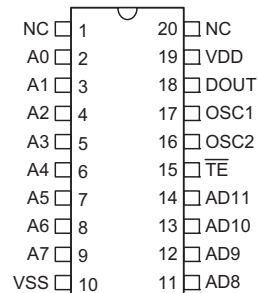 NC 1 20 NC
A0 2 19 VDD
A1 3 18 DOUT
A2 4 17 OSC1
A3 5 16 OSC2
A4 6 15 T̅E̅
A5 7 14 AD11
A6 8 13 AD10
A7 9 12 AD9
VSS 10 11 AD8